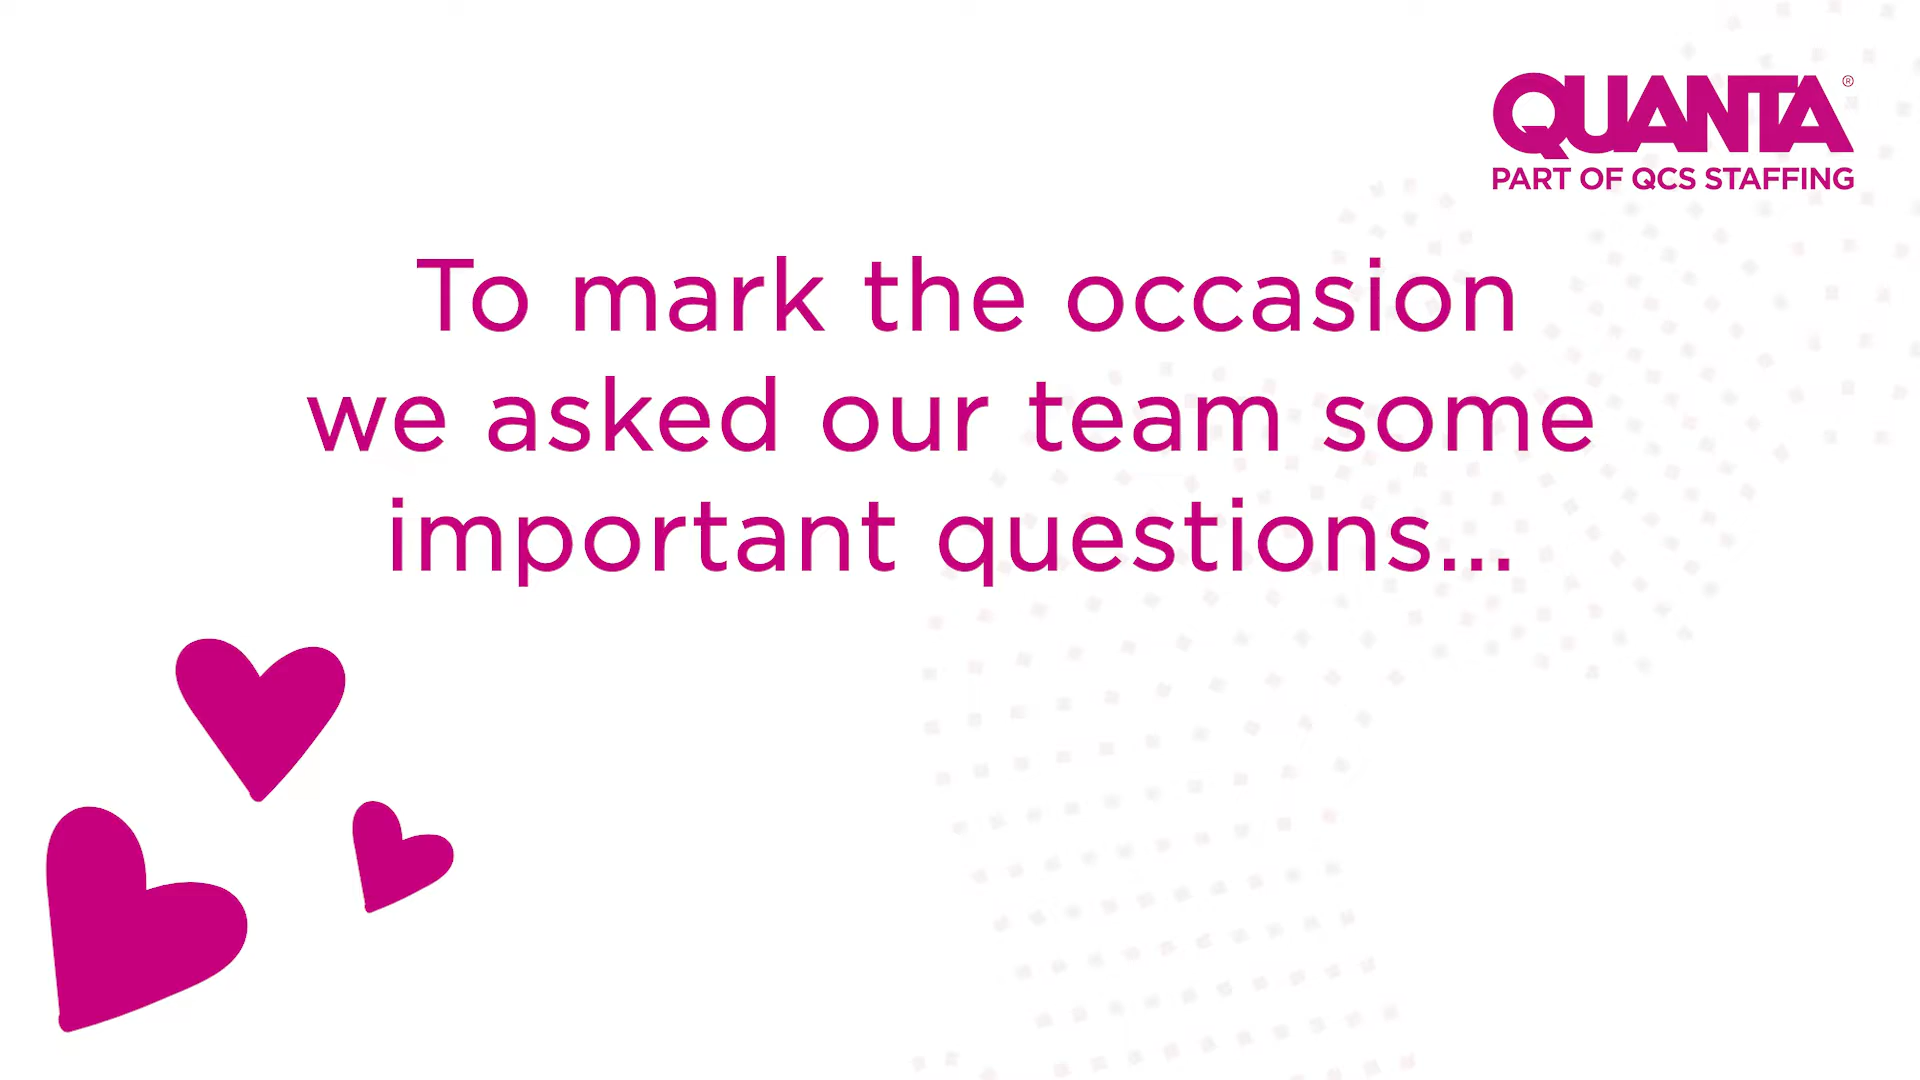 QUANTA®
PART OF QCS STAFFING
To mark the occasion
we asked our team some
important questions...